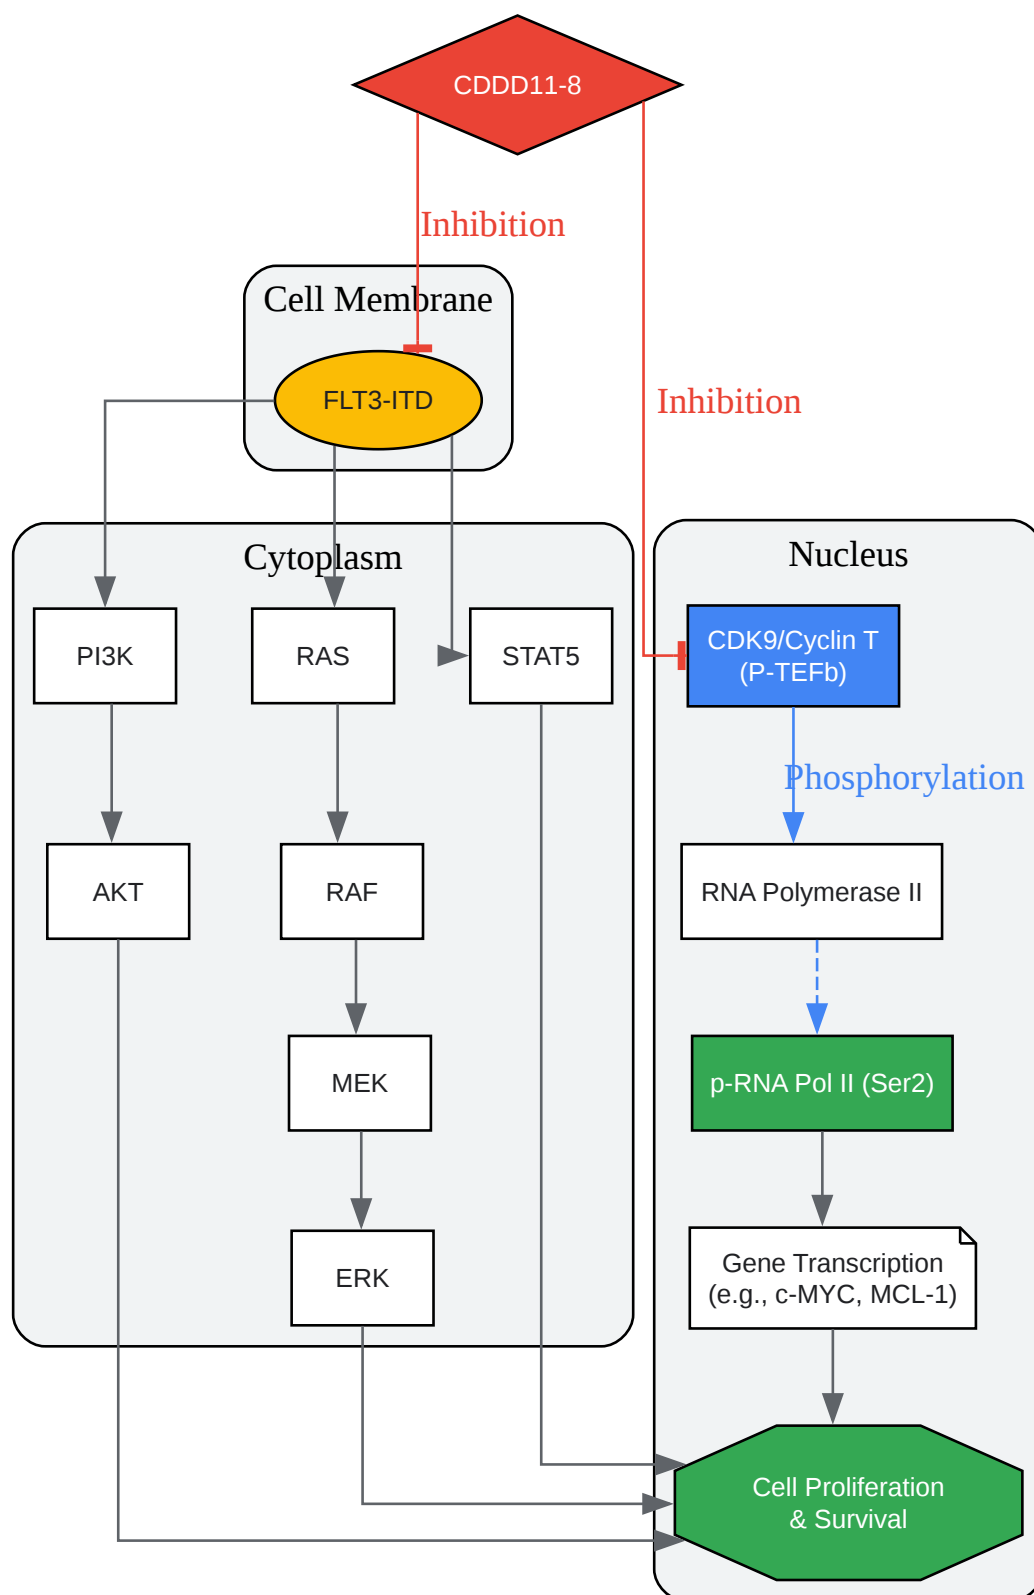 CDDD11-8
Inhibition
Cell Membrane
FLT3-ITD
Inhibition
Cytoplasm
Nucleus
PI3K
RAS
STAT5
CDK9/Cyclin T
(P-TEFb)
Phosphorylation
AKT
RAF
RNA Polymerase II
MEK
p-RNA Pol II (Ser2)
ERK
Gene Transcription
(e.g., c-MYC, MCL-1)
Cell Proliferation
& Survival